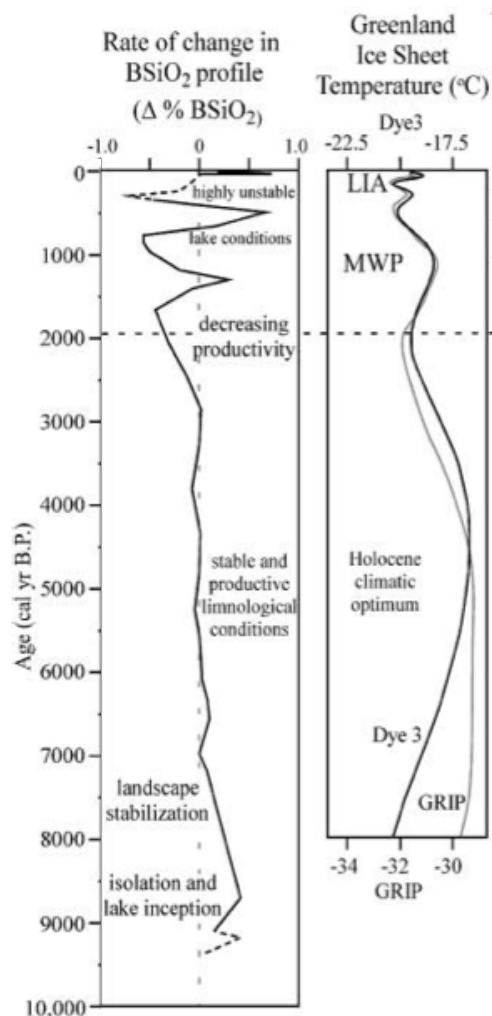 Rate of change in
BSiO2 profile
(Δ % BSiO2)
-1.0 0 1.0
Greenland
Ice Sheet
Temperature (°C)
Dye3
-22.5 -17.5
Age (cal yr B.P.)
0
1000
2000
3000
4000
5000
6000
7000
8000
9000
10,000
highly unstable
lake conditions
decreasing
productivity
stable and
productive
limnological
conditions
landscape
stabilization
isolation and
lake inception
LIA
MWP
Holocene
climatic
optimum
Dye 3
GRIP
-34 -32 -30
GRIP